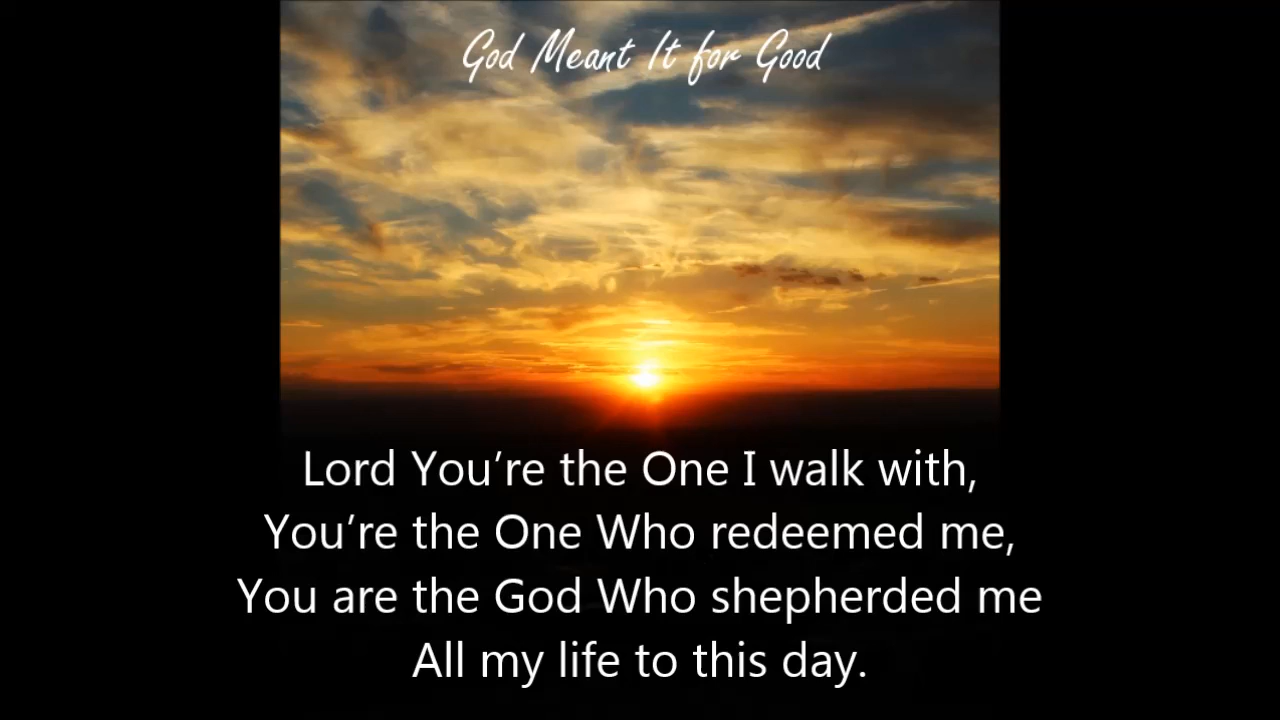 God Meant It for Good
Lord You’re the One I walk with,
You’re the One Who redeemed me,
You are the God Who shepherded me
All my life to this day.